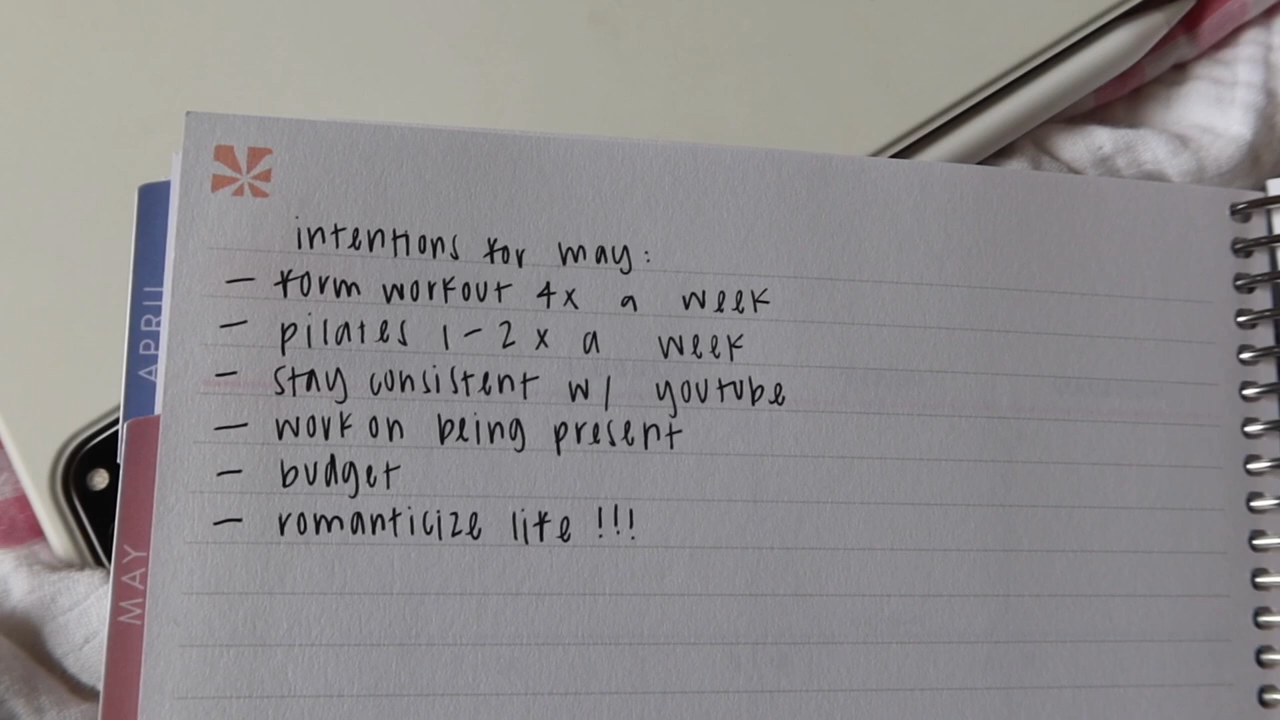 intentions for may:
- form workout 4x a week
- pilates 1-2x a week
- stay consistent w/ youtube
- work on being present
- budget
- romanticize life !!!
APRIL
MAY